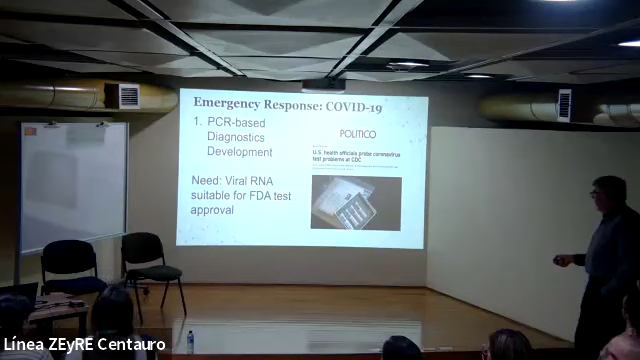 Emergency Response: COVID-19
1. PCR-based
Diagnostics
Development
POLITICO
U.S. health officials probe coronavirus
test problems at CDC
Need: Viral RNA
suitable for FDA test
approval
Línea ZEyRE Centauro